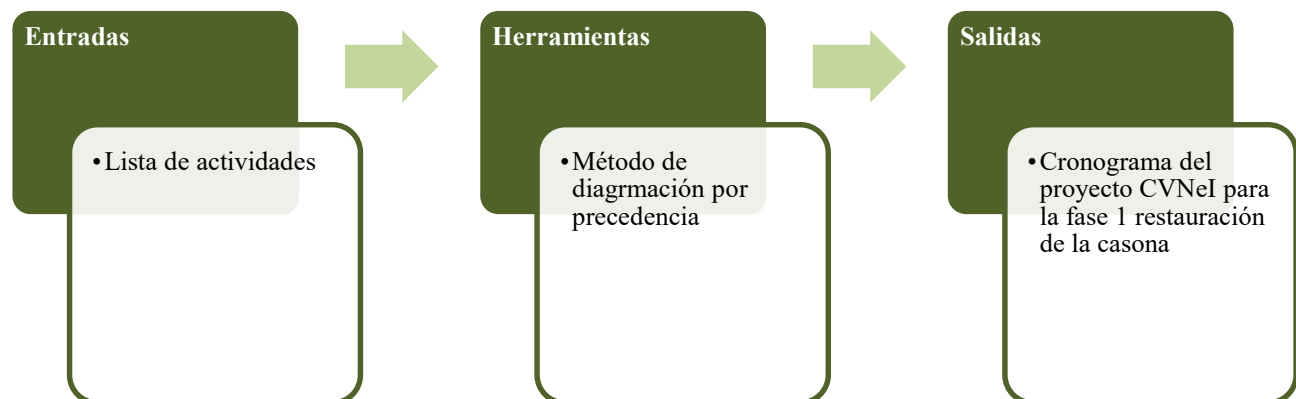 Entradas
•Lista de actividades
Herramientas
•Método de
diagrmación por
precedencia
Salidas
•Cronograma del
proyecto CVNeI para
la fase 1 restauración
de la casona